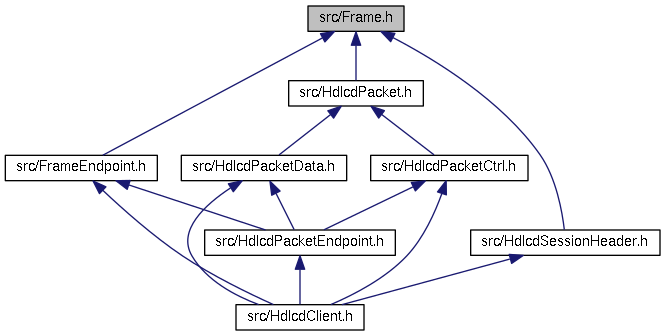 src/Frame.h
src/HdlcdPacket.h
src/FrameEndpoint.h
src/HdlcdPacketData.h
src/HdlcdPacketCtrl.h
src/HdlcdPacketEndpoint.h
src/HdlcdSessionHeader.h
src/HdlcdClient.h